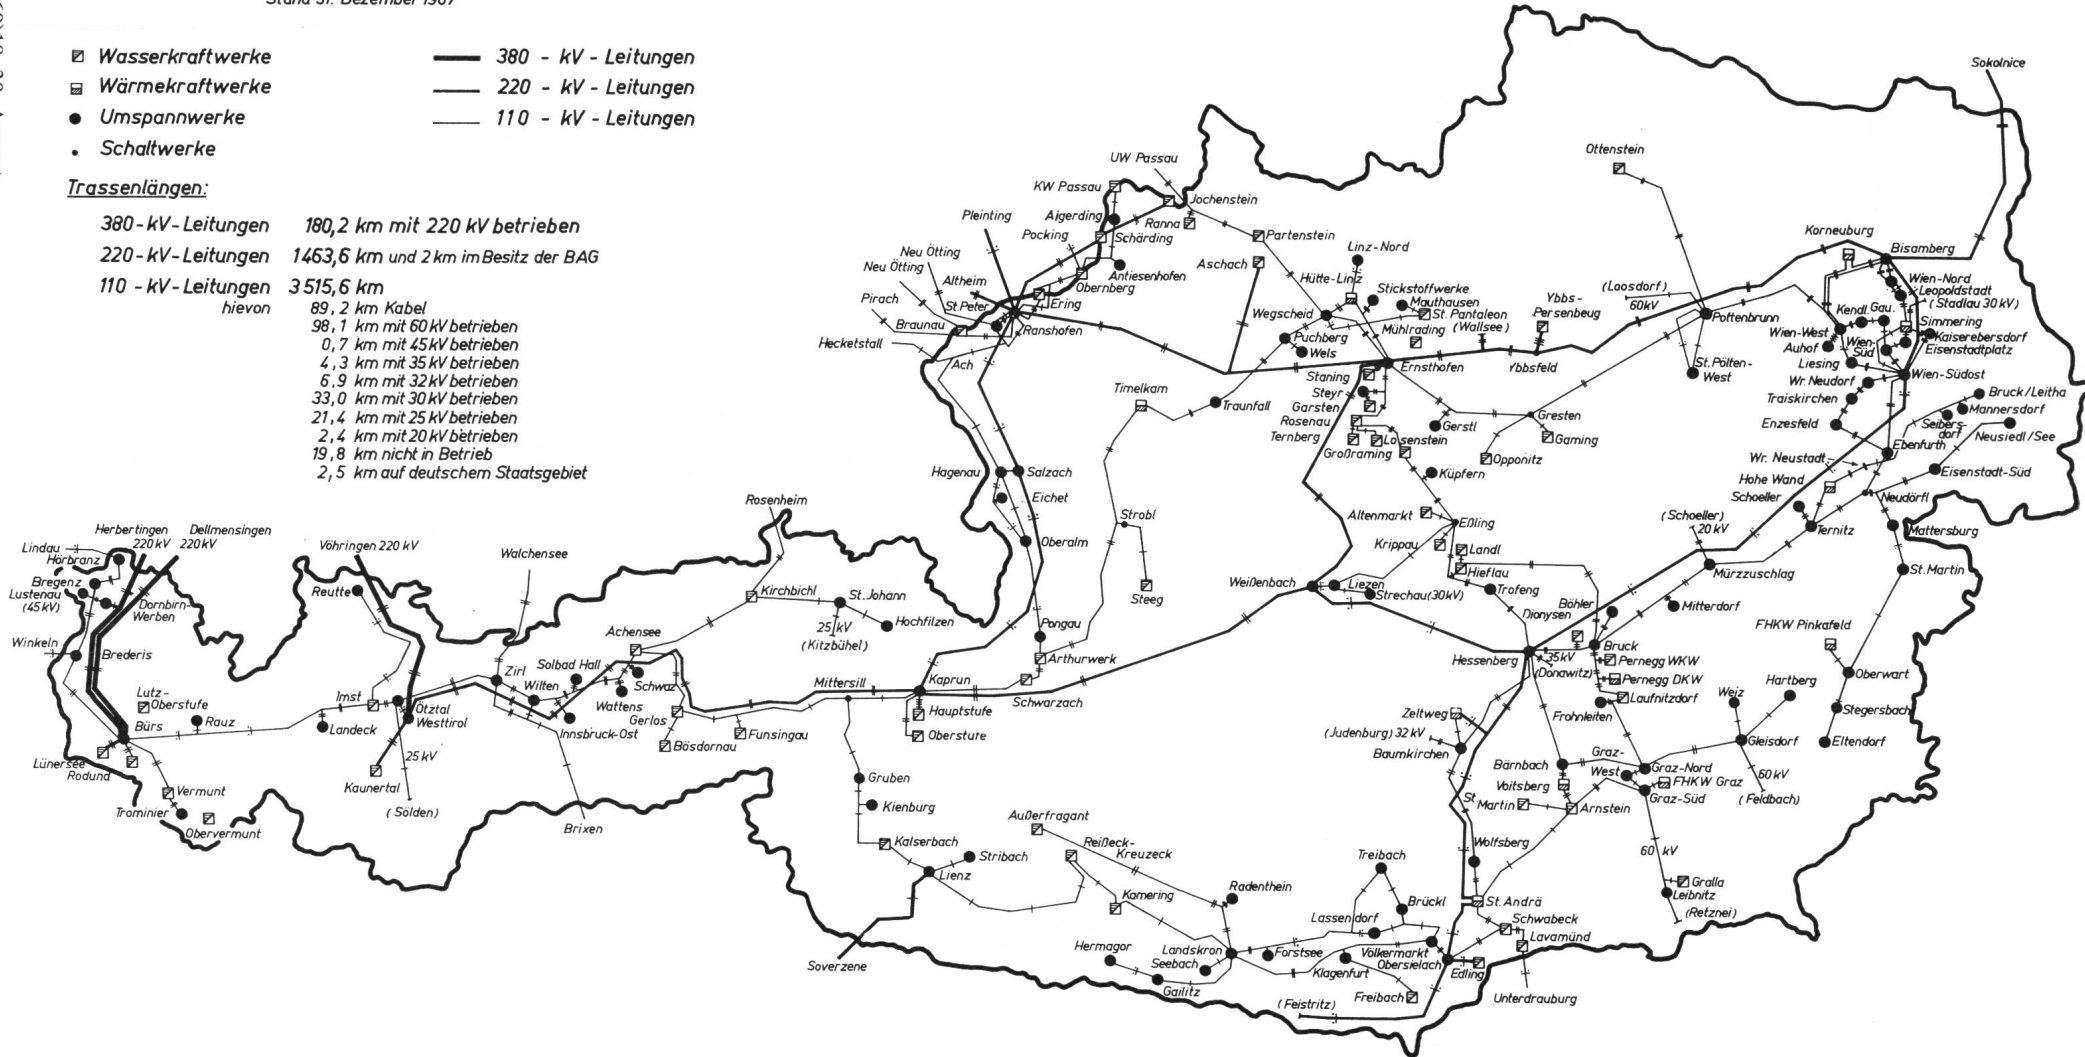 Stand 31. Dezember 1967
Wasserkraftwerke
Wärmekraftwerke
Umspannwerke
Schaltwerke
380 - kV - Leitungen
220 - kV - Leitungen
110 - kV - Leitungen
Trassenlängen:
380-kV-Leitungen 180,2 km mit 220 kV betrieben
220-kV-Leitungen 1463,6 km und 2 km im Besitz der BAG
110-kV-Leitungen 3515,6 km
hievon 89,2 km Kabel
98,1 km mit 60 kV betrieben
0,7 km mit 45 kV betrieben
4,3 km mit 35 kV betrieben
6,9 km mit 32 kV betrieben
33,0 km mit 30 kV betrieben
21,4 km mit 25 kV betrieben
2,4 km mit 20 kV betrieben
19,8 km nicht in Betrieb
2,5 km auf deutschem Staatsgebiet
Sokolnice
UW Passau
KW Passau
Jochenstein
Aigerding
Ranna
Pleinting
Pocking
Schärding
Partenstein
Neu Ötting
Neu Ötting
Altheim
Antiesenhofen
Obernberg
Aschach
Pirach
St. Peter
Ering
Braunau
Ranshofen
Hecketstall
Ach
Linz-Nord
Hütte-Linz
Stickstoffwerke
Mauthausen
Wegscheid
St. Pantaleon
(Wallsee)
Mühlrading
Puchberg
Wels
Ybbs-
Persenbeug
Ybbsfeld
Ernsthofen
Staning
Steyr
Garsten
Rosenau
Ternberg
Losenstein
Großraming
Gerstl
Gresten
Gaming
Opponitz
Küpfern
Timelkam
Traunfall
Ottenstein
(Loosdorf)
60kV
Pottenbrunn
St. Pölten-
West
Korneuburg
Bisamberg
Wien-Nord
Leopoldstadt
(Stadlau 30 kV)
Kendl.
Gau.
Simmering
Wien-West
Kaiserebersdorf
Auhof
Wien-
Süd
Eisenstadtplatz
Liesing
Wien-Südost
Wr. Neudorf
Traiskirchen
Bruck/Leitha
Mannersdorf
Seibers-
dorf
Neusiedl/See
Enzesfeld
Ebenfurth
Wr. Neustadt
Eisenstadt-Süd
Hohe Wand
Schoeller
Neudörfl
(Schoeller)
20 kV
Ternitz
Mattersburg
Mürzzuschlag
St. Martin
Hagenau
Salzach
Eichet
Oberalm
Strobl
Steeg
Pongau
Arthurwerk
Schwarzach
Altenmarkt
Eßling
Krippau
Landl
Hieflau
Weißenbach
Liezen
Strechau(30kV)
Trofeng
Dionysen
Böhler
Mitterdorf
Bruck
Hessenberg
35kV
(Donawitz)
Pernegg WKW
Pernegg DKW
Laufnitzdorf
Frohnleiten
FHKW Pinkafeld
Oberwart
Stegersbach
Eltendorf
Hartberg
Weiz
Gleisdorf
60 kV
(Feldbach)
Zeltweg
(Judenburg) 32 kV
Baumkirchen
Bärnbach
Graz-
West
Graz-Nord
FHKW Graz
Graz-Süd
Voitsberg
St. Martin
Arnstein
60 kV
Gralla
Leibnitz
(Retznei)
Wolfsberg
St. Andrä
Schwabeck
Lavamünd
Unterdrauburg
Treibach
Brückl
Lassendorf
Völkermarkt
Obersielach
Edling
Klagenfurt
Freibach
(Feistritz)
Forstsee
Radenthein
Landskron
Seebach
Gailitz
Hermagor
Außerfragant
Reißeck-
Kreuzeck
Kamering
Soverzene
Stribach
Lienz
Kalserbach
Kienburg
Gruben
Kaprun
Hauptstufe
Oberstufe
Mittersill
Rosenheim
Kirchbichl
St. Johann
25 kV
(Kitzbühel)
Hochfilzen
Achensee
Walchensee
Solbad Hall
Schwaz
Wattens
Gerlos
Funsingau
Bösdornau
Zirl
Wilten
Innsbruck-Ost
Brixen
Vöhringen 220 kV
Reutte
Imst
Ötztal
Westtirol
25 kV
Kaunertal
(Sölden)
Landeck
Herbertingen
220 kV
Dellmensingen
220 kV
Lindau
Hörbranz
Bregenz
Lustenau
(45kV)
Dornbirn-
Werben
Winkeln
Brederis
Lutz-
Oberstufe
Bürs
Rauz
Lünersee
Rodund
Vermunt
Trominier
Obervermunt